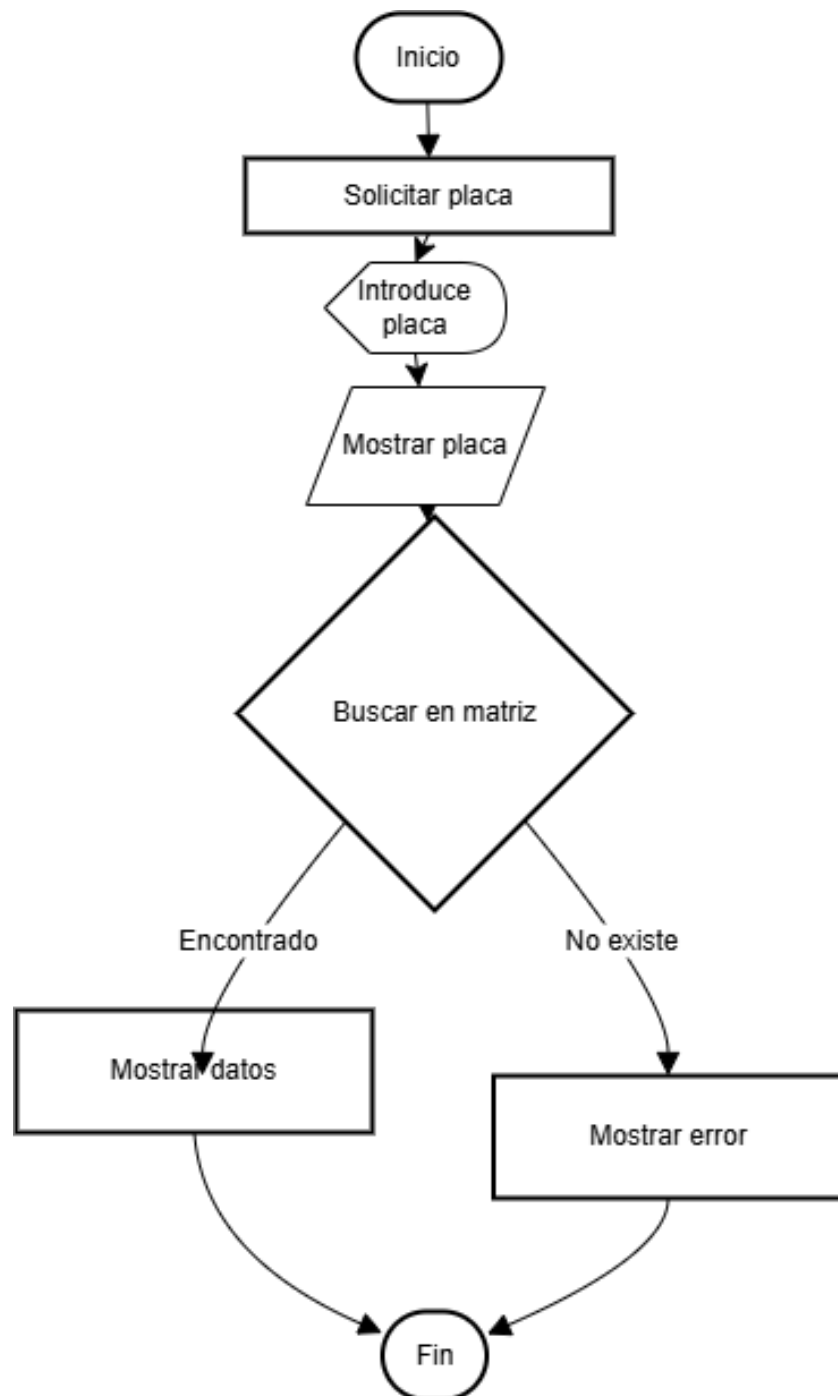 Inicio
Solicitar placa
Introduce
placa
Mostrar placa
Buscar en matriz
Encontrado
No existe
Mostrar datos
Mostrar error
Fin